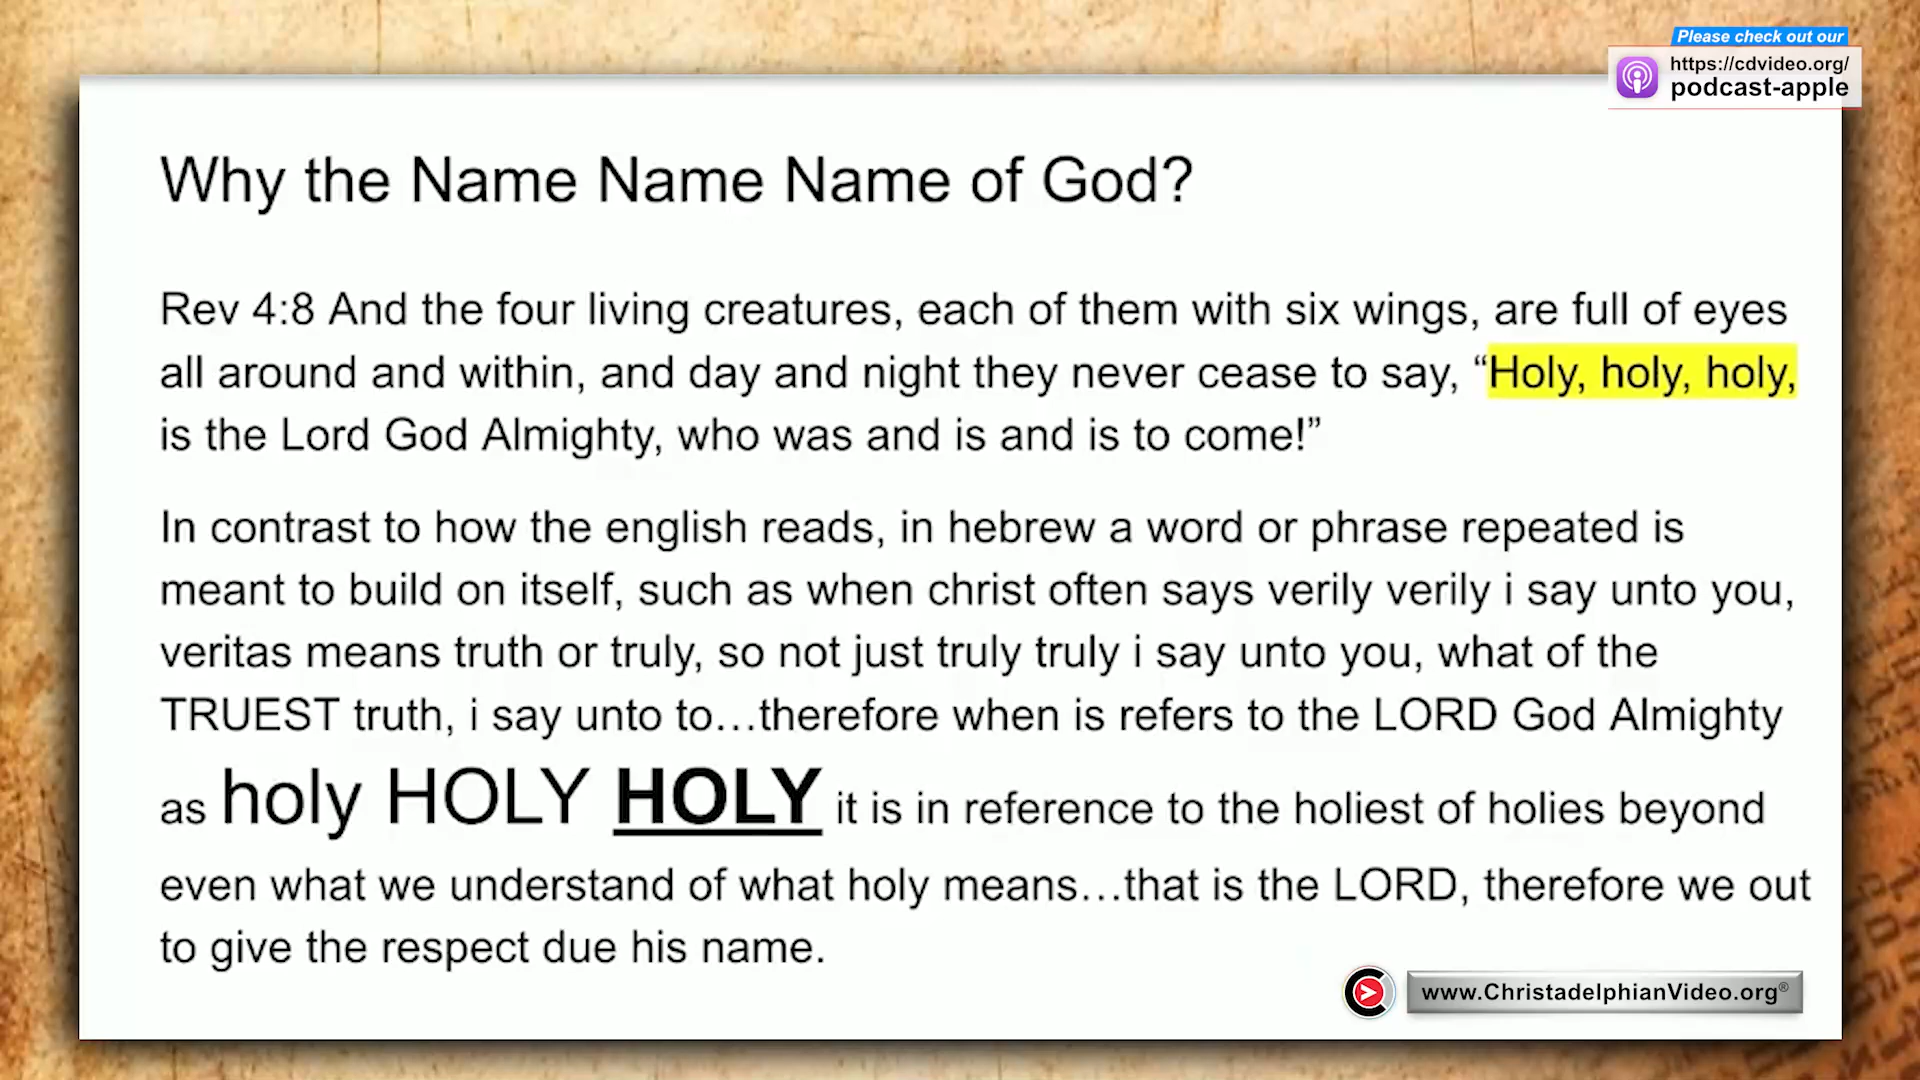 Please check out our
https://cdvideo.org/
podcast-apple
Why the Name Name Name of God?
Rev 4:8 And the four living creatures, each of them with six wings, are full of eyes
all around and within, and day and night they never cease to say, “Holy, holy, holy,
is the Lord God Almighty, who was and is and is to come!”
In contrast to how the english reads, in hebrew a word or phrase repeated is
meant to build on itself, such as when christ often says verily verily i say unto you,
veritas means truth or truly, so not just truly truly i say unto you, what of the
TRUEST truth, i say unto to…therefore when is refers to the LORD God Almighty
as holy HOLY HOLY it is in reference to the holiest of holies beyond
even what we understand of what holy means…that is the LORD, therefore we out
to give the respect due his name.
www.ChristadelphianVideo.org®